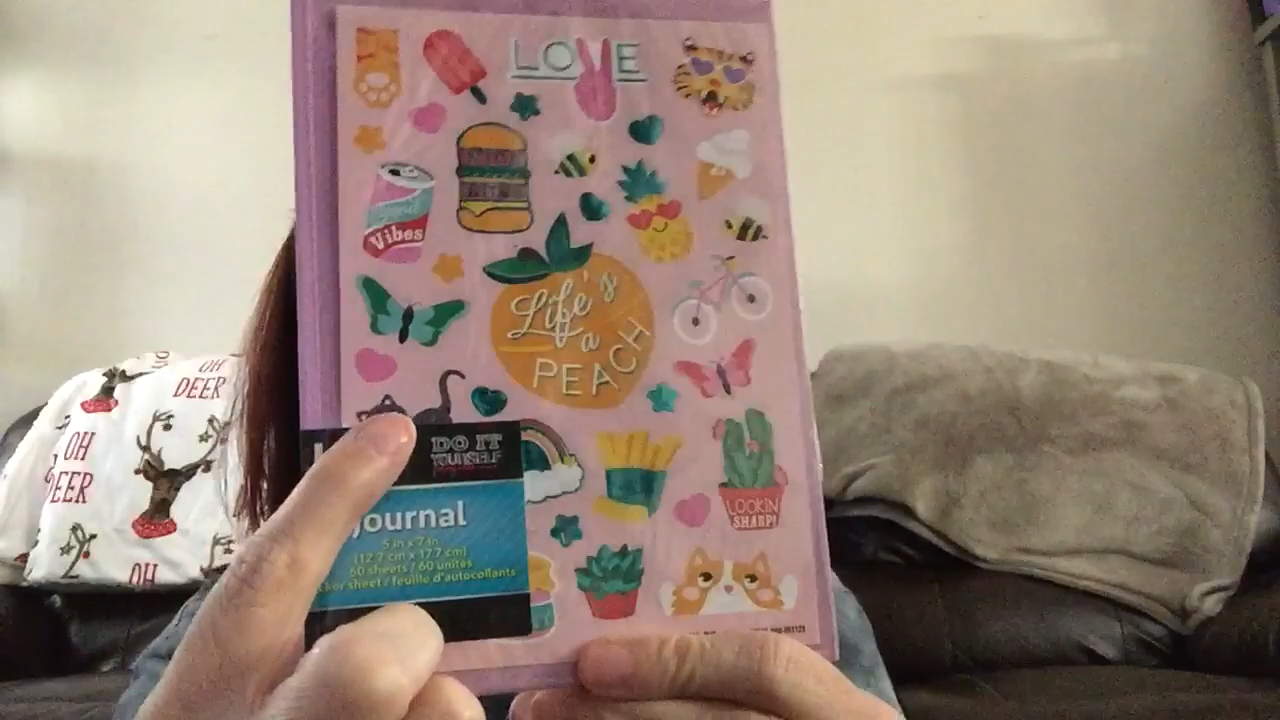 LOVE
Vibes
Life's
a
PEACH
DO IT
YOURSELF
journal
5 in x 7 in
(12.7 cm x 17.7 cm)
60 sheets / 60 unités
ker sheet / feuille d'autocollants
LOOKIN
SHARP!
OH
DEER
OH
DEER
OH